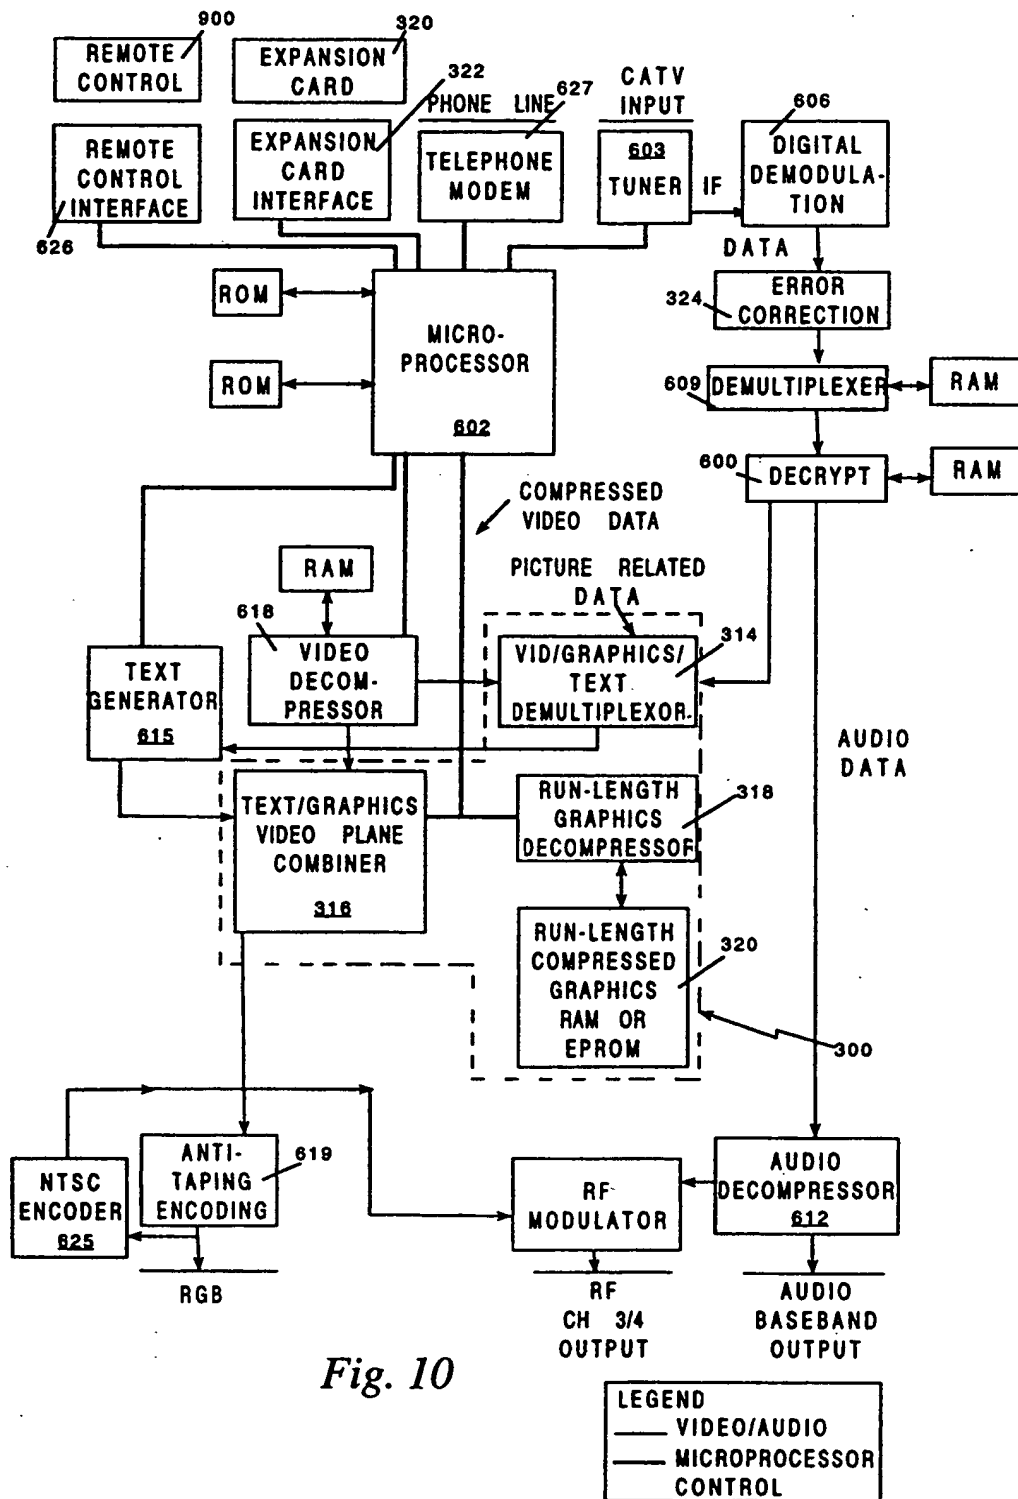 900
REMOTE
CONTROL
320
EXPANSION
CARD
322
PHONE LINE
627
CATV
INPUT
606
REMOTE
CONTROL
INTERFACE
626
EXPANSION
CARD
INTERFACE
TELEPHONE
MODEM
603
TUNER
IF
DIGITAL
DEMODULA-
TION
DATA
ROM
ROM
MICRO-
PROCESSOR
602
324
ERROR
CORRECTION
609
DEMULTIPLEXER
RAM
600
DECRYPT
RAM
COMPRESSED
VIDEO DATA
RAM
PICTURE RELATED
DATA
618
VIDEO
DECOM-
PRESSOR
VID/GRAPHICS/
TEXT
DEMULTIPLEXOR
314
TEXT
GENERATOR
615
AUDIO
DATA
TEXT/GRAPHICS
VIDEO PLANE
COMBINER
316
RUN-LENGTH
GRAPHICS
DECOMPRESSOR
318
RUN-LENGTH
COMPRESSED
GRAPHICS
RAM OR
EPROM
320
300
NTSC
ENCODER
625
ANTI-
TAPING
ENCODING
619
RF
MODULATOR
AUDIO
DECOMPRESSOR
612
RGB
RF
CH 3/4
OUTPUT
AUDIO
BASEBAND
OUTPUT
Fig. 10
LEGEND
VIDEO/AUDIO
MICROPROCESSOR
CONTROL